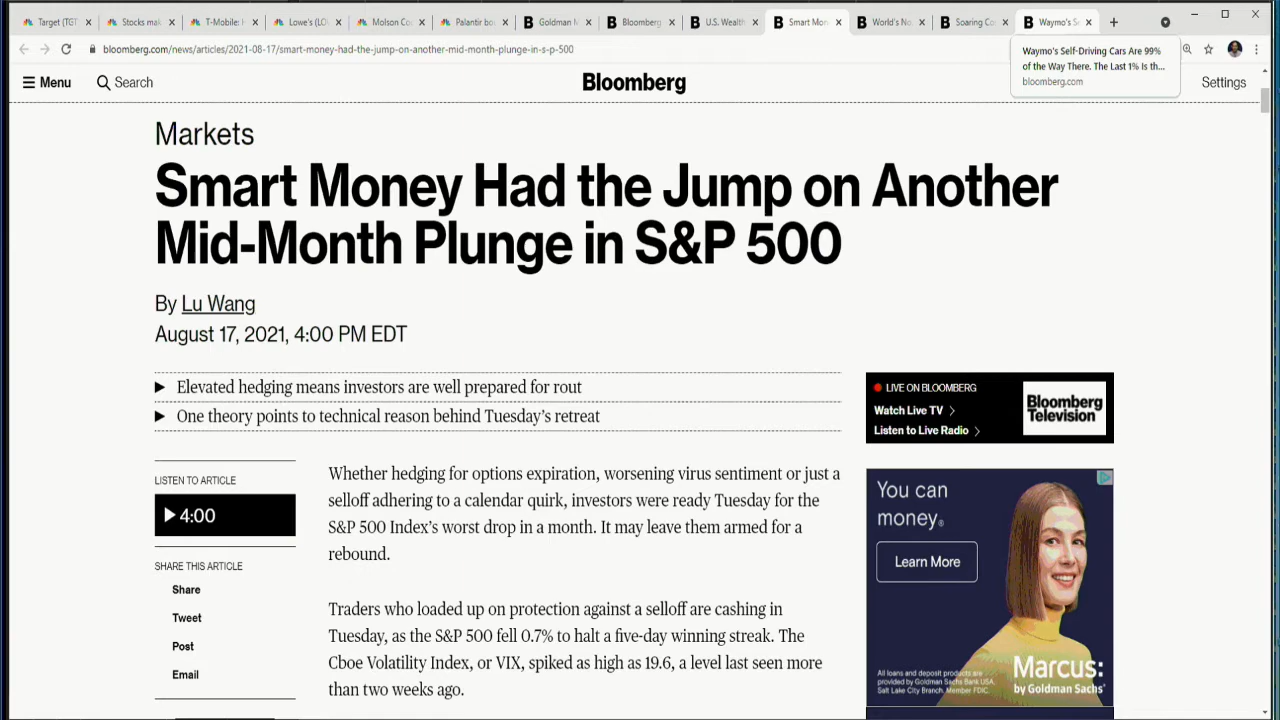 Target (TGT
Stocks mak
T-Mobile: H
Lowe's (LO
Molson Co
Palantir bo
Goldman M
Bloomberg
U.S. Wealth
Smart Mon
World's No.
Soaring Co
Waymo's Se
bloomberg.com/news/articles/2021-08-17/smart-money-had-the-jump-on-another-mid-month-plunge-in-s-p-500
Waymo's Self-Driving Cars Are 99%
of the Way There. The Last 1% Is th...
bloomberg.com
Menu
Search
Bloomberg
Settings
Markets
Smart Money Had the Jump on Another
Mid-Month Plunge in S&P 500
By Lu Wang
August 17, 2021, 4:00 PM EDT
Elevated hedging means investors are well prepared for rout
One theory points to technical reason behind Tuesday's retreat
LISTEN TO ARTICLE
4:00
SHARE THIS ARTICLE
Share
Tweet
Post
Email
Whether hedging for options expiration, worsening virus sentiment or just a
selloff adhering to a calendar quirk, investors were ready Tuesday for the
S&P 500 Index's worst drop in a month. It may leave them armed for a
rebound.
Traders who loaded up on protection against a selloff are cashing in
Tuesday, as the S&P 500 fell 0.7% to halt a five-day winning streak. The
Cboe Volatility Index, or VIX, spiked as high as 19.6, a level last seen more
than two weeks ago.
LIVE ON BLOOMBERG
Watch Live TV
Listen to Live Radio
Bloomberg
Television
You can
money®
Learn More
All loans and deposit products are
provided by Goldman Sachs Bank USA,
Salt Lake City Branch. Member FDIC.
Marcus:
by Goldman Sachs®